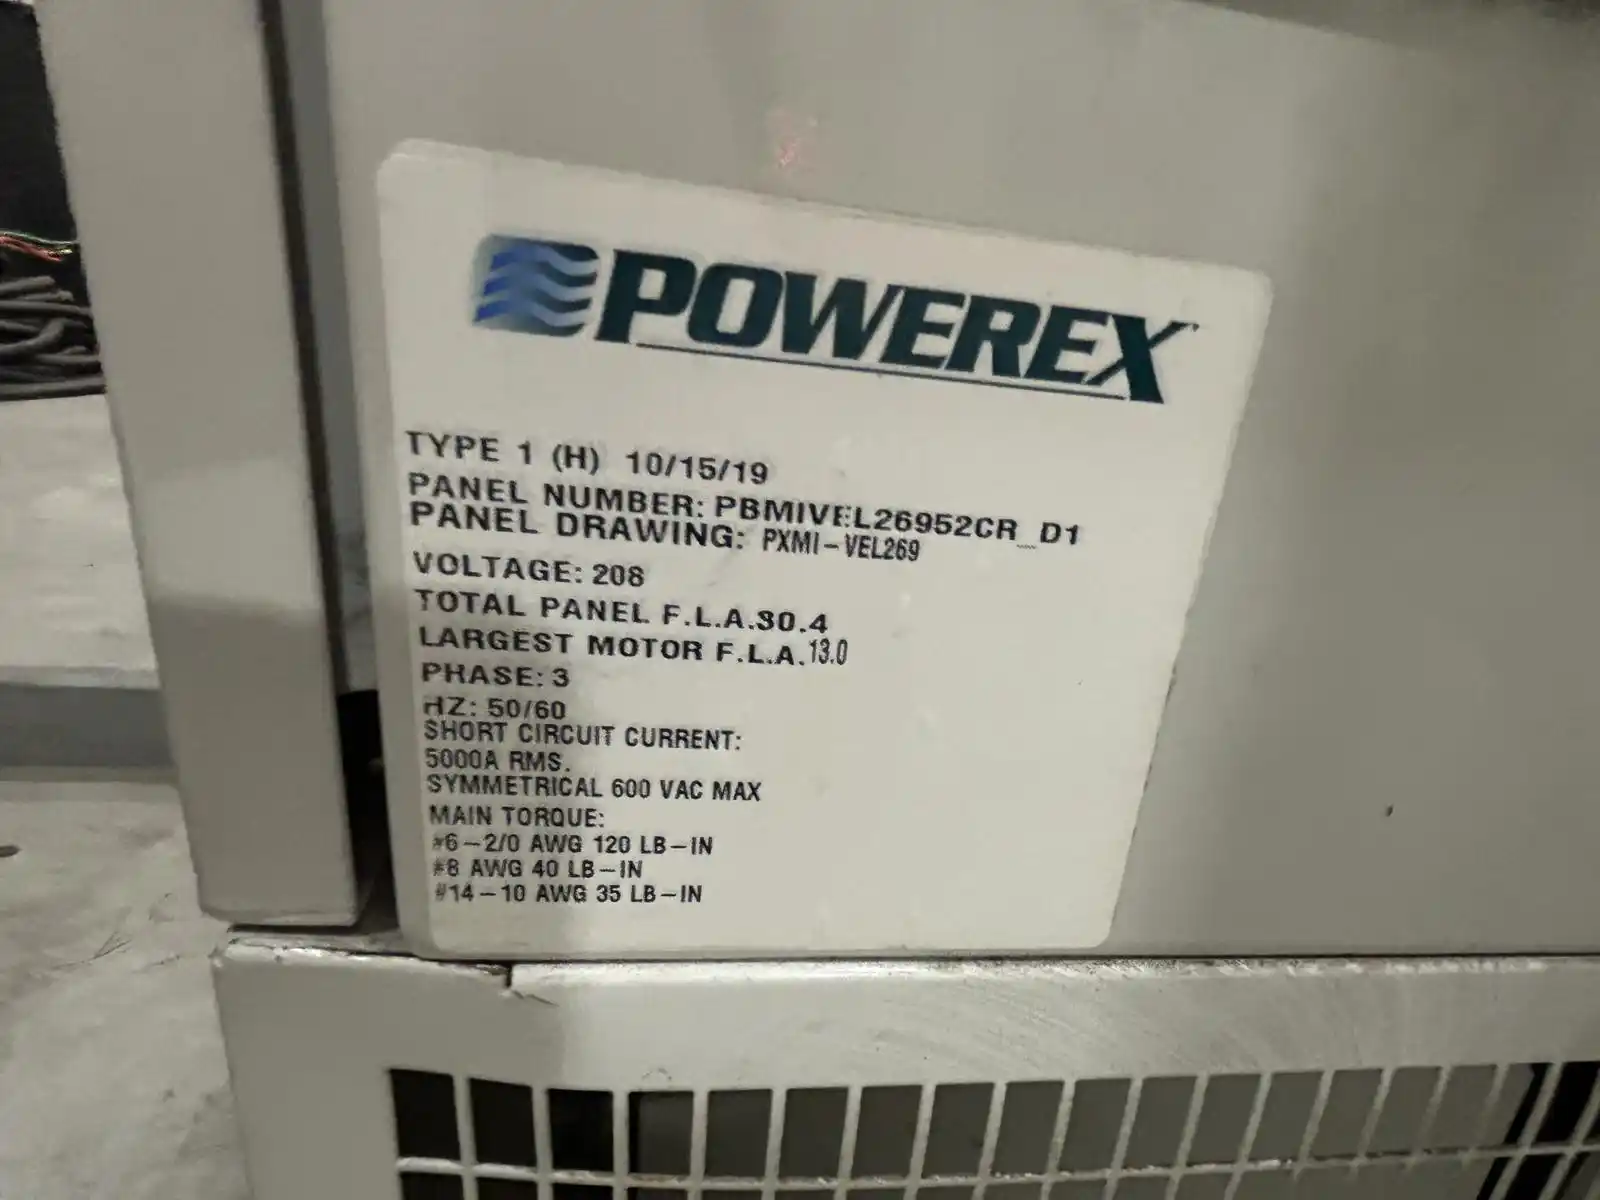 POWEREX
TYPE 1 (H) 10/15/19
PANEL NUMBER: PBMIVEL26952CR_D1
PANEL DRAWING: PXMI-VEL269
VOLTAGE: 208
TOTAL PANEL F.L.A.30.4
LARGEST MOTOR F.L.A.13.0
PHASE: 3
HZ: 50/60
SHORT CIRCUIT CURRENT:
5000A RMS.
SYMMETRICAL 600 VAC MAX
MAIN TORQUE:
#6-2/0 AWG 120 LB-IN
#8 AWG 40 LB-IN
#14-10 AWG 35 LB-IN